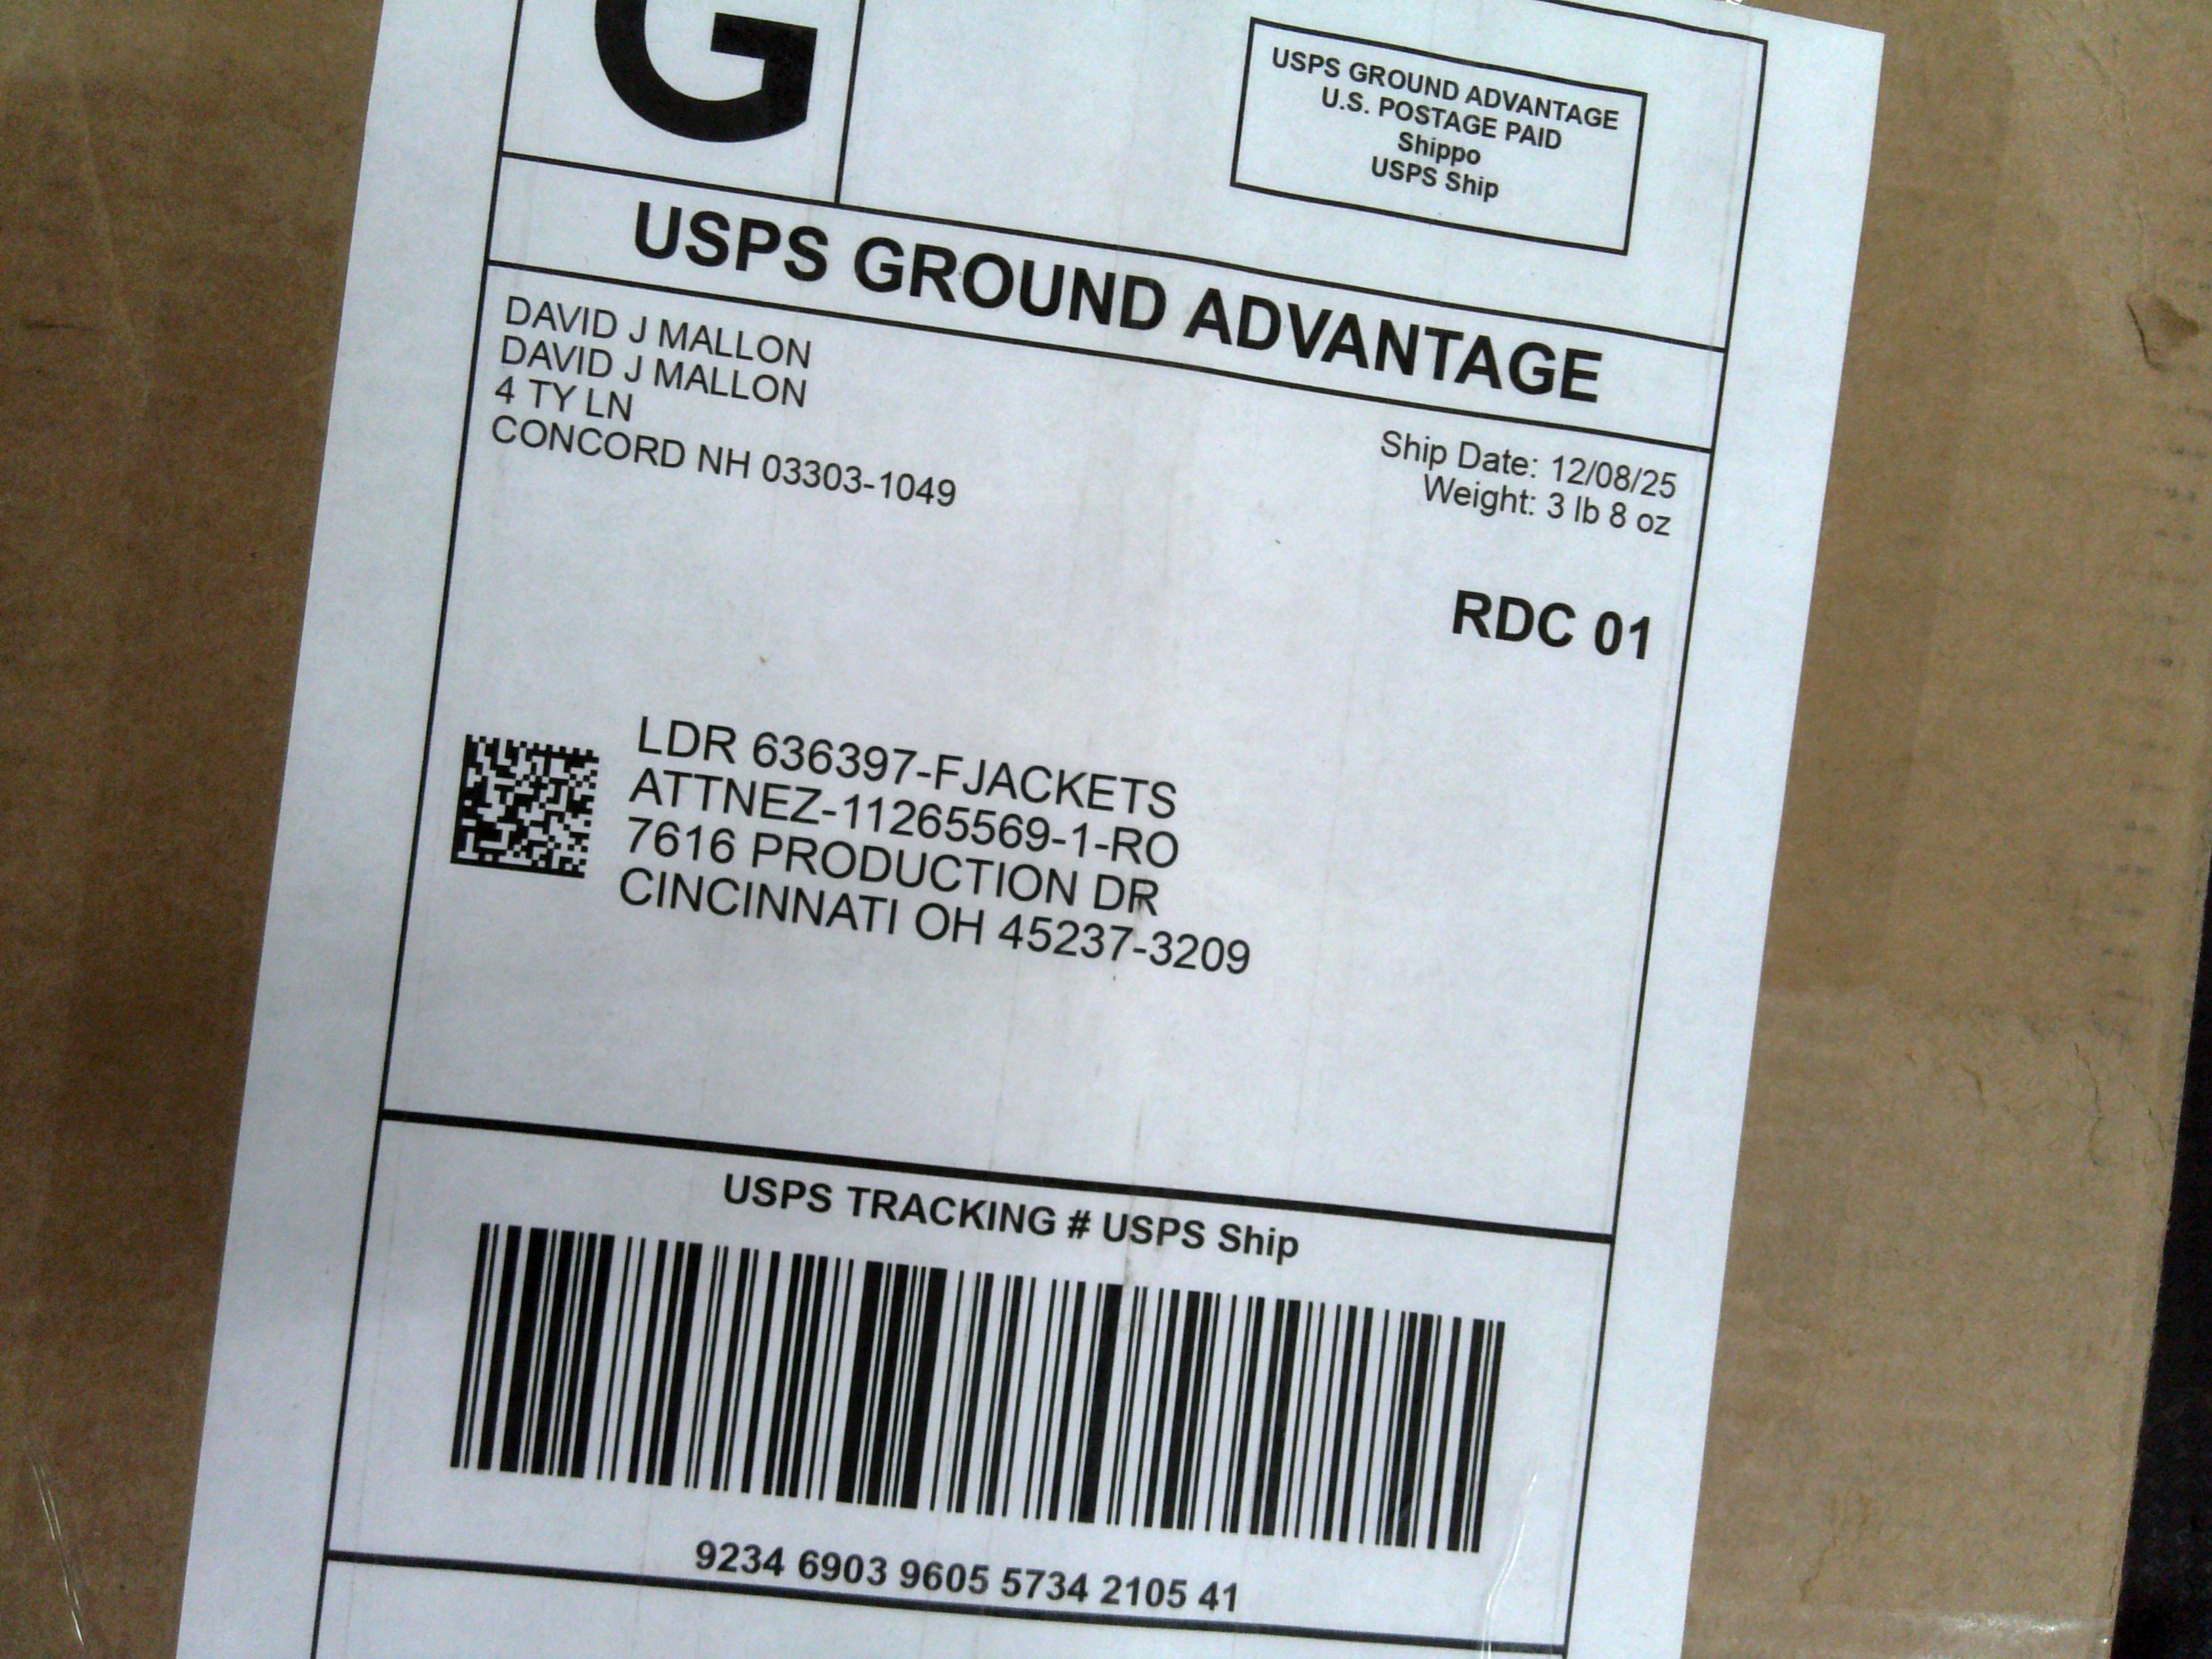 G
USPS GROUND ADVANTAGE
U.S. POSTAGE PAID
Shippo
USPS Ship
USPS GROUND ADVANTAGE
DAVID J MALLON
DAVID J MALLON
4 TY LN
CONCORD NH 03303-1049
Ship Date: 12/08/25
Weight: 3 lb 8 oz
RDC 01
LDR 636397-FJACKETS
ATTNEZ-11265569-1-RO
7616 PRODUCTION DR
CINCINNATI OH 45237-3209
USPS TRACKING # USPS Ship
9234 6903 9605 5734 2105 41